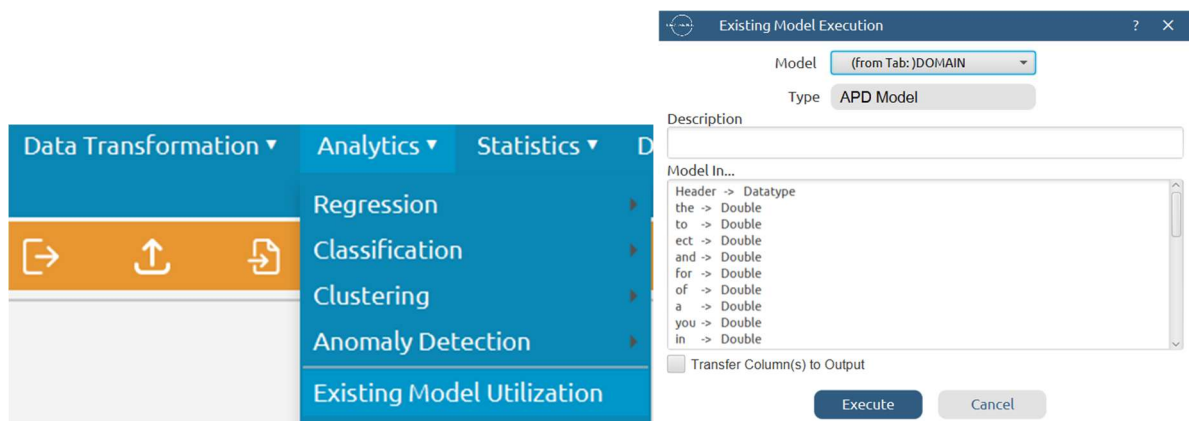 Data Transformation ▾ Analytics ▾ Statistics ▾ D
Regression
Classification
Clustering
Anomaly Detection
Existing Model Utilization
Existing Model Execution ? ×
Model (from Tab: )DOMAIN
Type APD Model
Description
Model In...
Header -> Datatype
the -> Double
to -> Double
ect -> Double
and -> Double
for -> Double
of -> Double
a -> Double
you -> Double
in -> Double
Transfer Column(s) to Output
Execute Cancel